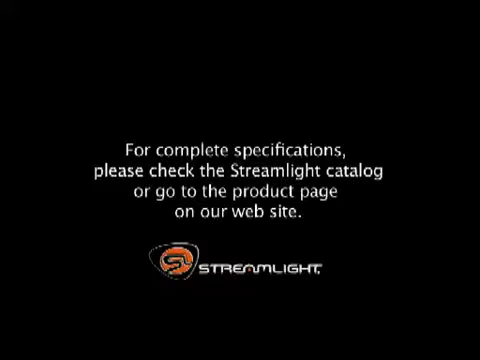 For complete specifications,
please check the Streamlight catalog
or go to the product page
on our web site.
STREAMLIGHT